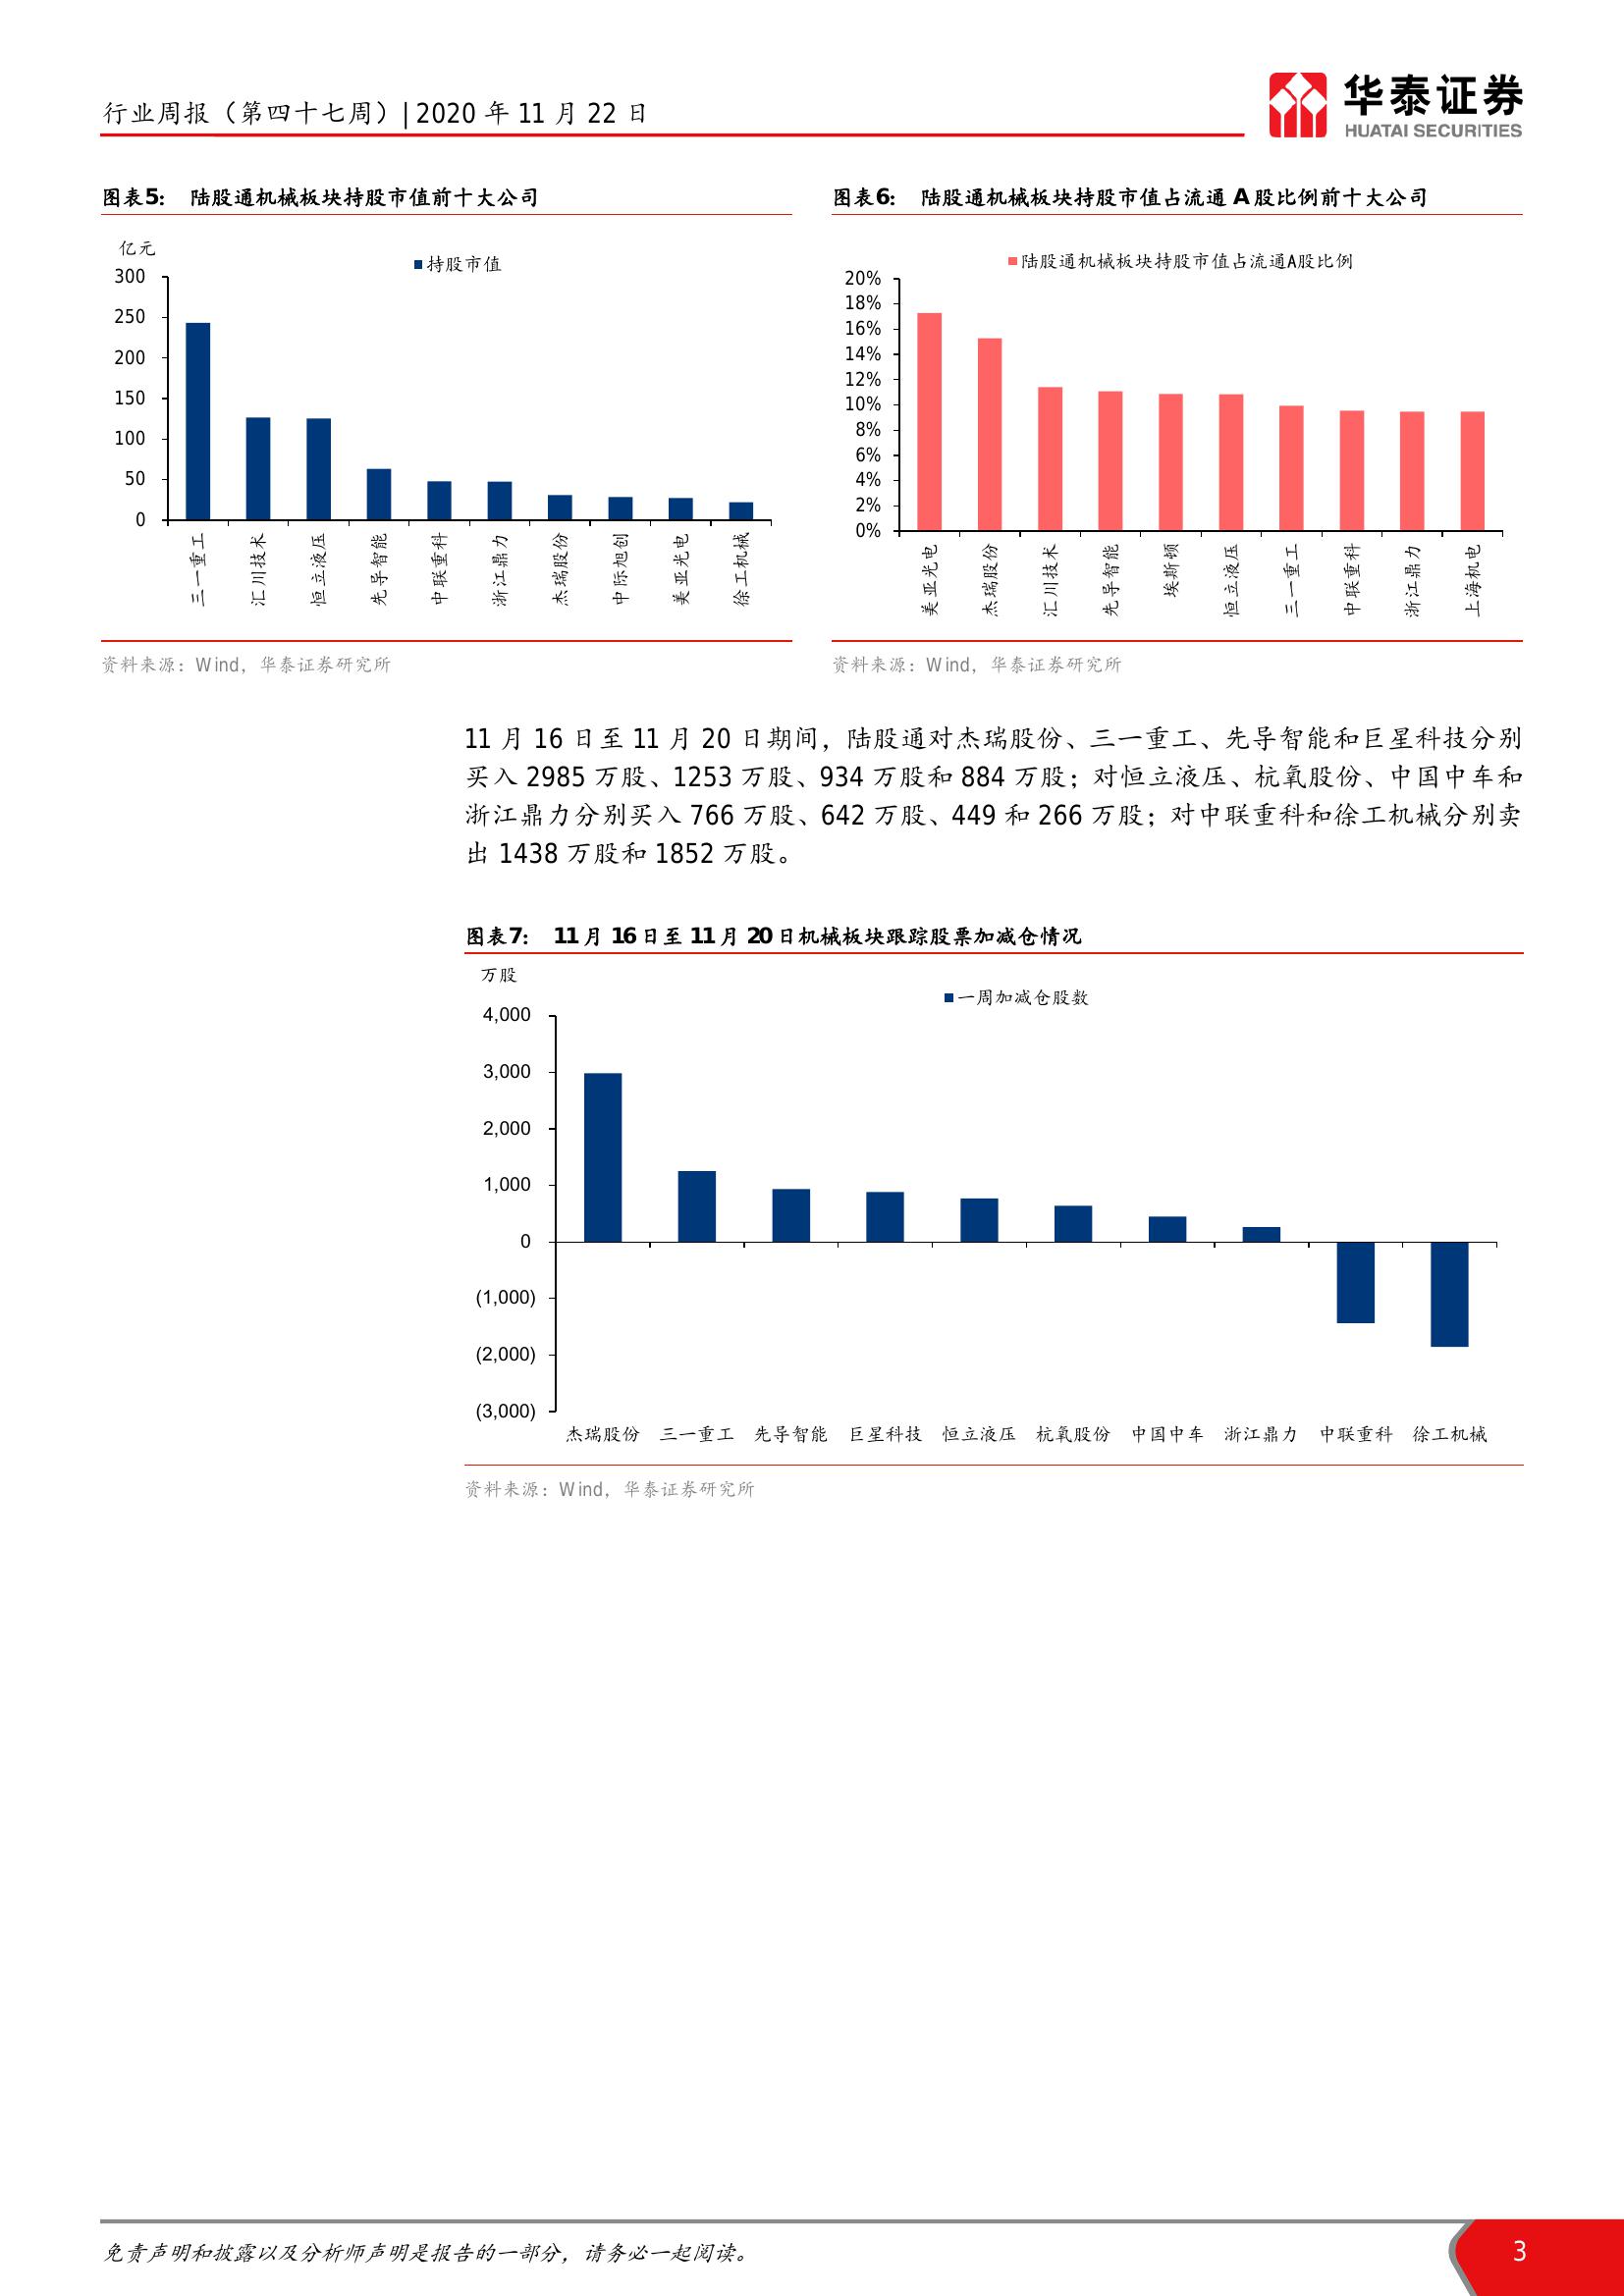 行业周报（第四十七周）| 2020 年 11 月 22 日
华泰证券
HUATAI SECURITIES
图表5： 陆股通机械板块持股市值前十大公司
亿元
持股市值
300
250
200
150
100
50
0
三一重工
汇川技术
恒立液压
先导智能
中联重科
浙江鼎力
杰瑞股份
中际旭创
美亚光电
徐工机械
资料来源：Wind，华泰证券研究所
图表6： 陆股通机械板块持股市值占流通 A 股比例前十大公司
陆股通机械板块持股市值占流通A股比例
20%
18%
16%
14%
12%
10%
8%
6%
4%
2%
0%
美亚光电
杰瑞股份
汇川技术
先导智能
埃斯顿
恒立液压
三一重工
中联重科
浙江鼎力
上海机电
资料来源：Wind，华泰证券研究所
11 月 16 日至 11 月 20 日期间，陆股通对杰瑞股份、三一重工、先导智能和巨星科技分别
买入 2985 万股、1253 万股、934 万股和 884 万股；对恒立液压、杭氧股份、中国中车和
浙江鼎力分别买入 766 万股、642 万股、449 和 266 万股；对中联重科和徐工机械分别卖
出 1438 万股和 1852 万股。
图表7： 11 月 16 日至 11 月 20 日机械板块跟踪股票加减仓情况
万股
一周加减仓股数
4,000
3,000
2,000
1,000
0
(1,000)
(2,000)
(3,000)
杰瑞股份 三一重工 先导智能 巨星科技 恒立液压 杭氧股份 中国中车 浙江鼎力 中联重科 徐工机械
资料来源：Wind，华泰证券研究所
免责声明和披露以及分析师声明是报告的一部分，请务必一起阅读。
3